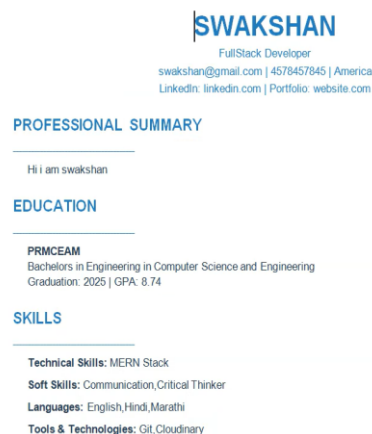 SWAKSHAN
FullStack Developer
swakshan@gmail.com | 4578457845 | America
LinkedIn: linkedin.com | Portfolio: website.com
PROFESSIONAL SUMMARY
Hi i am swakshan
EDUCATION
PRMCEAM
Bachelors in Engineering in Computer Science and Engineering
Graduation: 2025 | GPA: 8.74
SKILLS
Technical Skills: MERN Stack
Soft Skills: Communication,Critical Thinker
Languages: English,Hindi,Marathi
Tools & Technologies: Git,Cloudinary